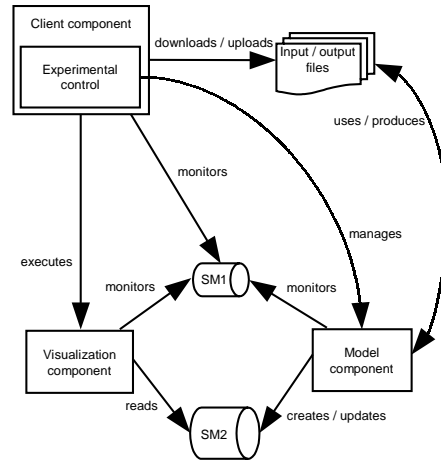 Client component
downloads / uploads
Input / output
files
Experimental
control
uses / produces
monitors
manages
executes
SM1
monitors
monitors
Visualization
component
Model
component
reads
creates / updates
SM2